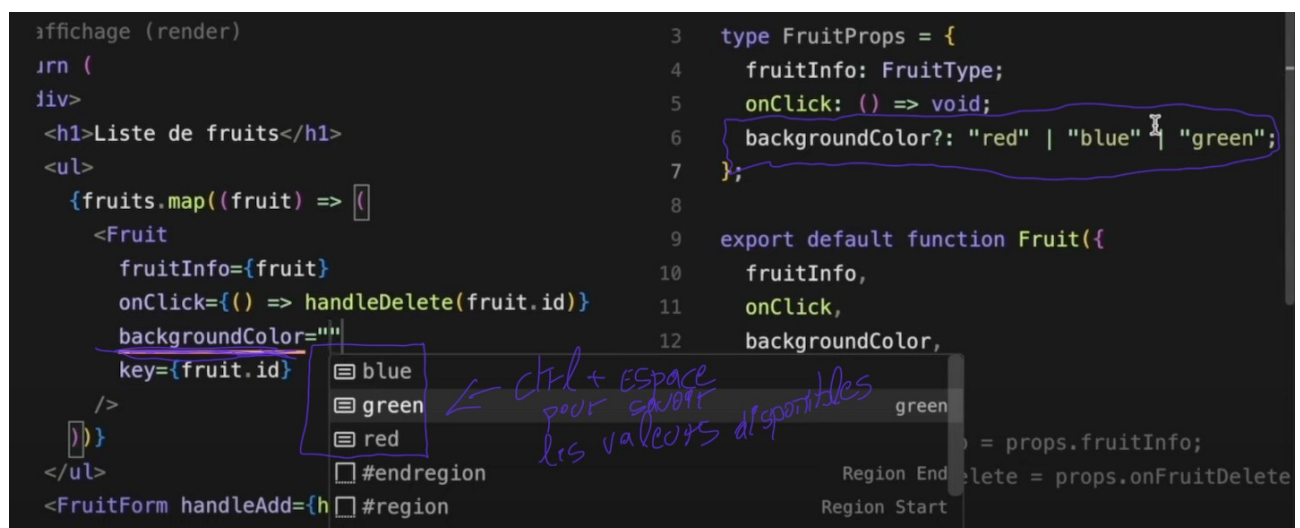 affichage (render)
urn (
div>
<h1>Liste de fruits</h1>
<ul>
{fruits.map((fruit) => (
<Fruit
fruitInfo={fruit}
onClick={() => handleDelete(fruit.id)}
backgroundColor=""
key={fruit.id}
/>
))}
</ul>
<FruitForm handleAdd={h
blue
green green
red
#endregion Region End
#region Region Start
ctrl + Espace
pour savoir
les valeurs disponibles
3 type FruitProps = {
4 fruitInfo: FruitType;
5 onClick: () => void;
6 backgroundColor?: "red" | "blue" | "green";
7 };
8
9 export default function Fruit({
10 fruitInfo,
11 onClick,
12 backgroundColor,
= props.fruitInfo;
elete = props.onFruitDelete